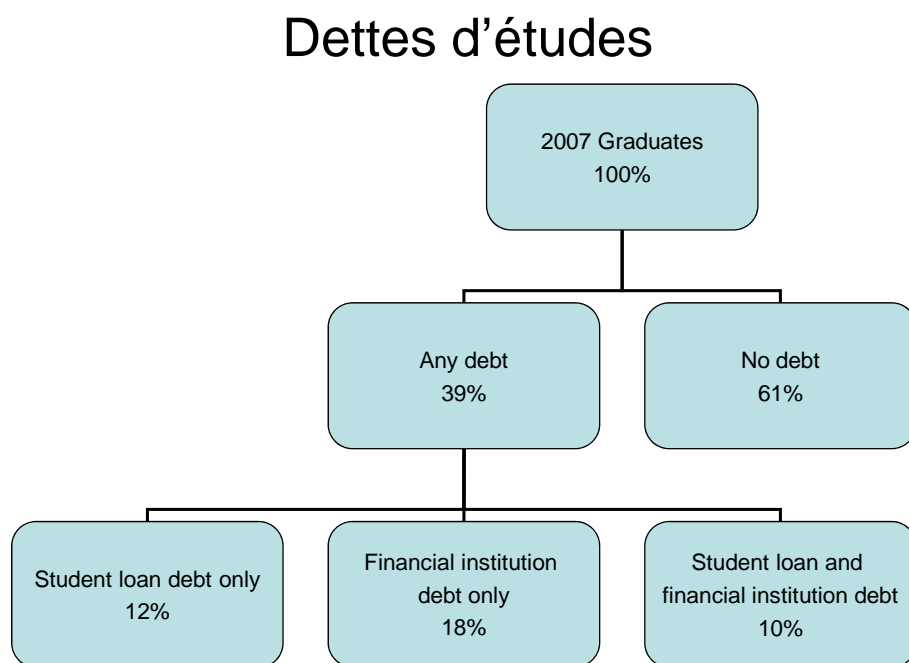 Dettes d'études
2007 Graduates
100%
Any debt
39%
No debt
61%
Student loan debt only
12%
Financial institution
debt only
18%
Student loan and
financial institution debt
10%